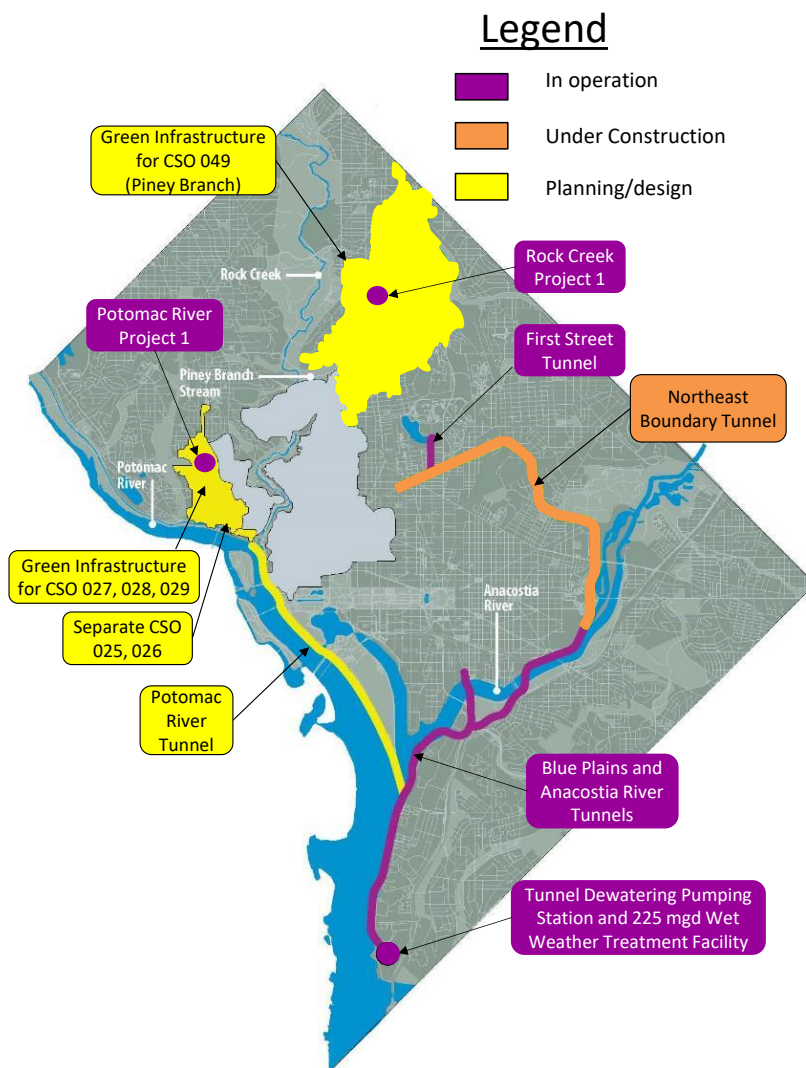 Legend
In operation
Under Construction
Planning/design
Green Infrastructure
for CSO 049
(Piney Branch)
Rock Creek
Rock Creek
Project 1
Potomac River
Project 1
First Street
Tunnel
Piney Branch
Stream
Northeast
Boundary Tunnel
Potomac
River
Green Infrastructure
for CSO 027, 028, 029
Anacostia
River
Separate CSO
025, 026
Potomac
River
Tunnel
Blue Plains and
Anacostia River
Tunnels
Tunnel Dewatering Pumping
Station and 225 mgd Wet
Weather Treatment Facility